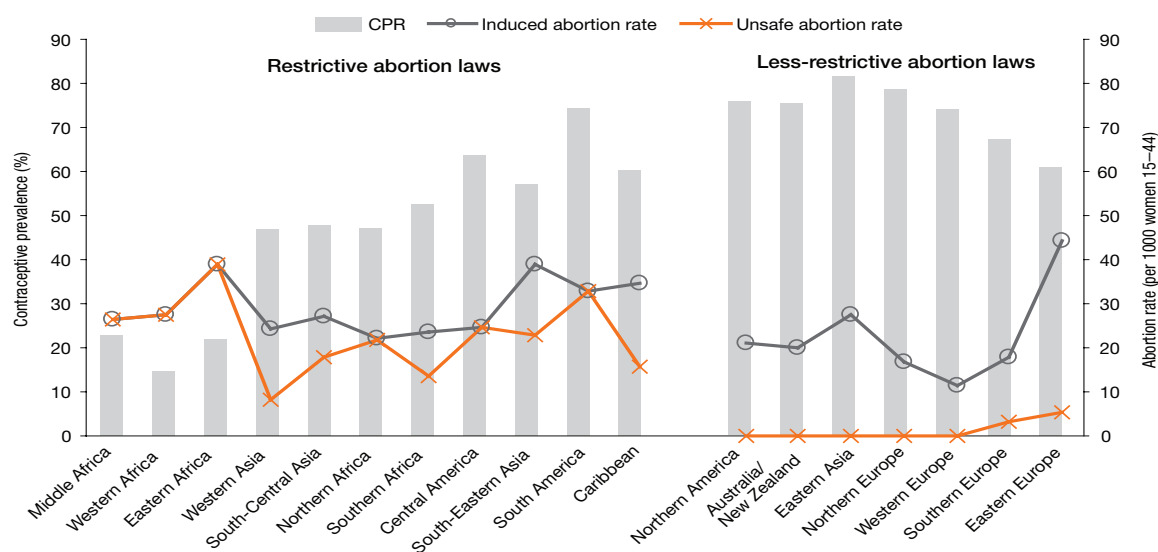 CPR Induced abortion rate Unsafe abortion rate
Restrictive abortion laws
Less-restrictive abortion laws
Contraceptive prevalence (%)
90
80
70
60
50
40
30
20
10
0
Abortion rate (per 1000 women 15–44)
90
80
70
60
50
40
30
20
10
0
Middle Africa
Western Africa
Eastern Africa
Western Asia
South-Central Asia
Northern Africa
Southern Africa
Central America
South-Eastern Asia
South America
Caribbean
Northern America
Australia/
New Zealand
Eastern Asia
Northern Europe
Western Europe
Southern Europe
Eastern Europe